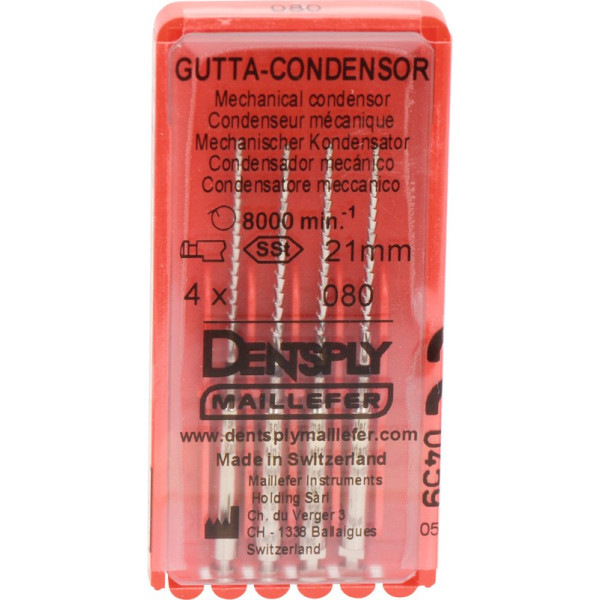 080
GUTTA-CONDENSOR
Mechanical condensor
Condenseur mécanique
Mechanischer Kondensator
Condensador mecánico
Condensatore meccanico
8000 min.-1
SSt 21mm
4 x 080
DENTSPLY
MAILLEFER
www.dentsplymaillefer.com
Made in Switzerland
Maillefer Instruments
Holding Sàrl
Ch. du Verger 3
CH - 1338 Ballaigues
Switzerland
0459
05